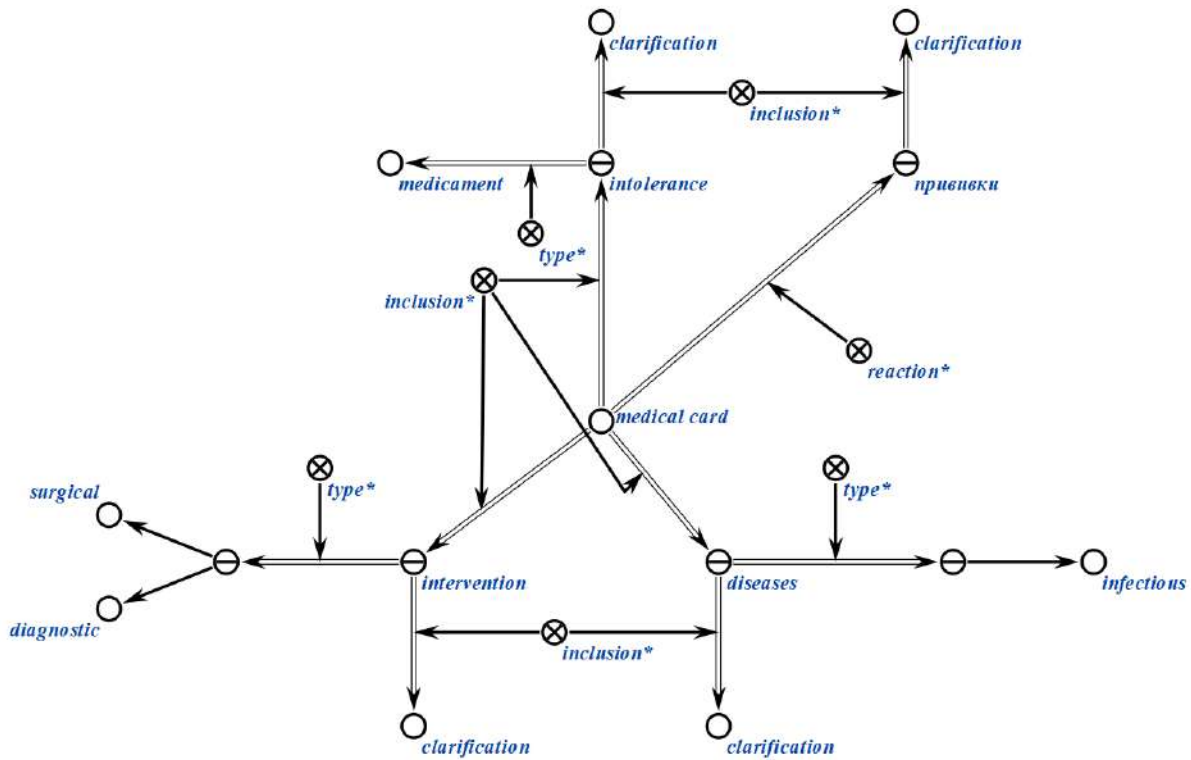 clarification
clarification
inclusion*
medicament
intolerance
прививки
type*
inclusion*
reaction*
medical card
surgical
type*
type*
intervention
diseases
infectious
diagnostic
inclusion*
clarification
clarification